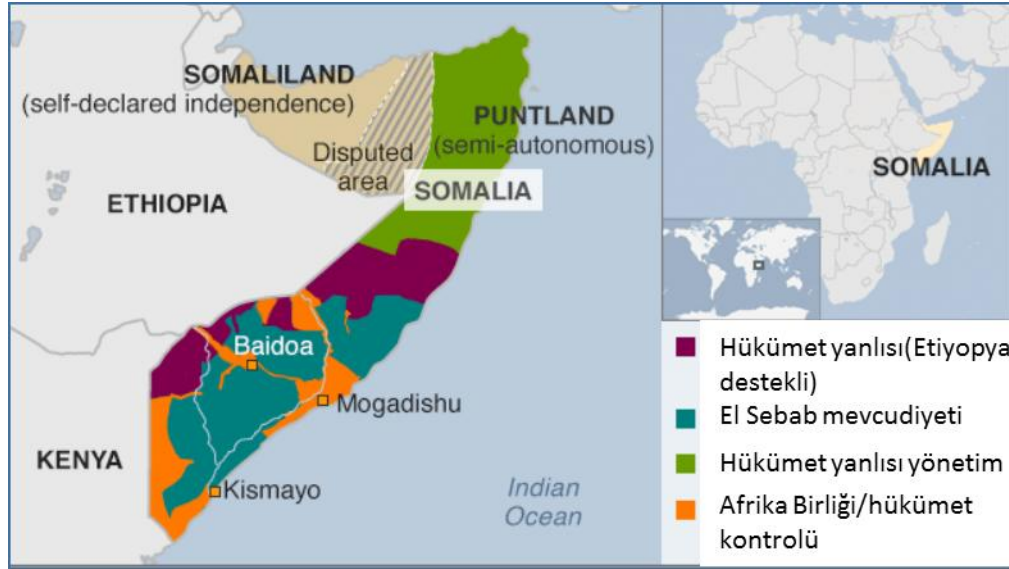 SOMALILAND
(self-declared independence)
PUNTLAND
(semi-autonomous)
Disputed
area
SOMALIA
ETHIOPIA
Baidoa
Mogadishu
KENYA
Kismayo
Indian
Ocean
SOMALIA
Hükümet yanlısı(Etiyopya
destekli)
El Sebab mevcudiyeti
Hükümet yanlısı yönetim
Afrika Birliği/hükümet
kontrolü